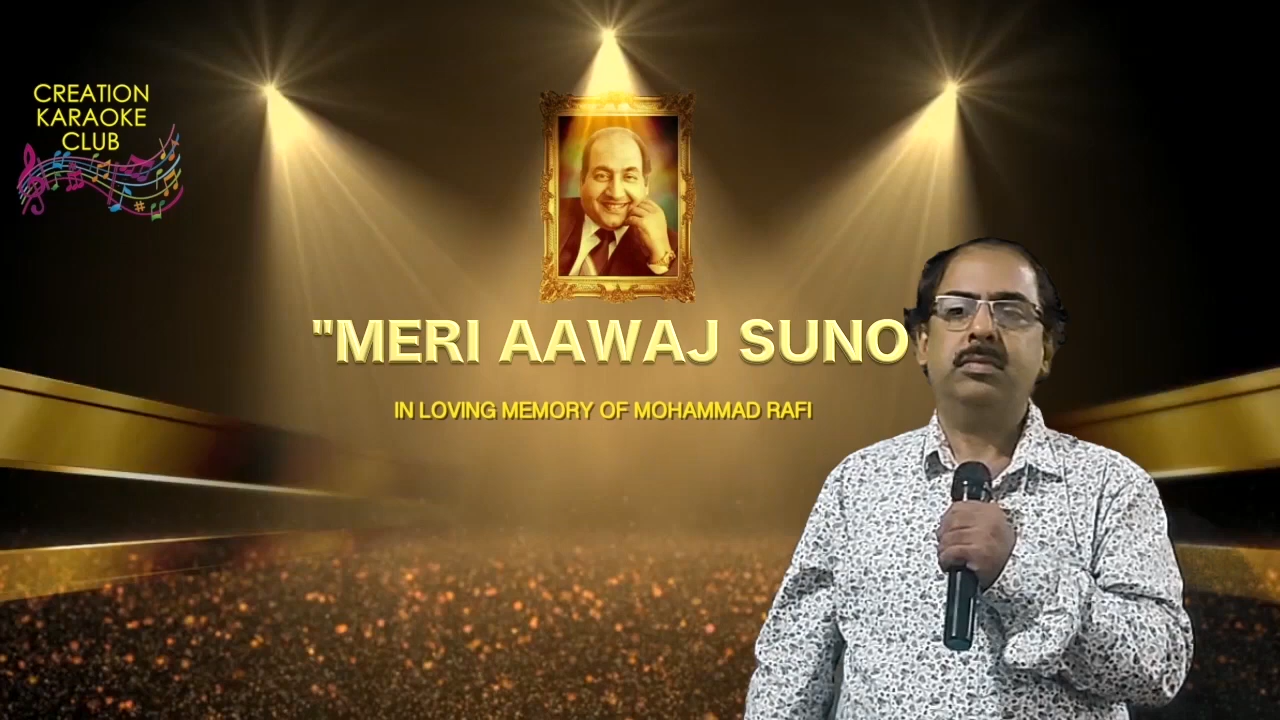 CREATION
KARAOKE
CLUB
"MERI AAWAJ SUNO
IN LOVING MEMORY OF MOHAMMAD RAFI